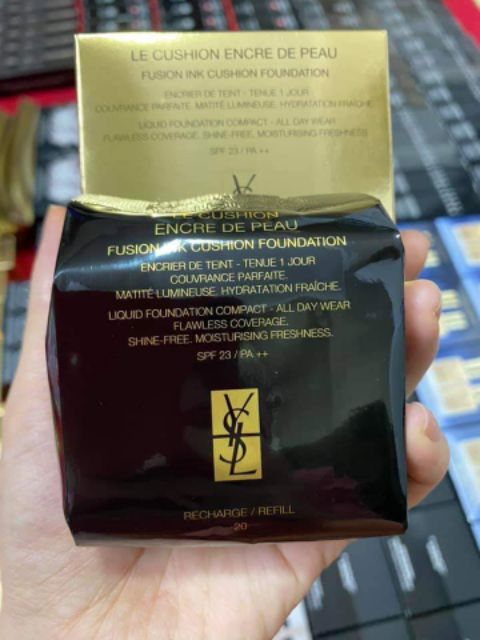 LE CUSHION ENCRE DE PEAU
FUSION INK CUSHION FOUNDATION
ENCRIER DE TEINT - TENUE 1 JOUR
COUVRANCE PARFAITE. MATITÉ LUMINEUSE. HYDRATATION FRAÎCHE
LIQUID FOUNDATION COMPACT - ALL DAY WEAR
FLAWLESS COVERAGE. SHINE-FREE. MOISTURISING FRESHNESS
SPF 23 / PA ++
LE CUSHION
ENCRE DE PEAU
FUSION INK CUSHION FOUNDATION
ENCRIER DE TEINT - TENUE 1 JOUR
COUVRANCE PARFAITE.
MATITÉ LUMINEUSE. HYDRATATION FRAÎCHE.
LIQUID FOUNDATION COMPACT - ALL DAY WEAR
FLAWLESS COVERAGE.
SHINE-FREE. MOISTURISING FRESHNESS.
SPF 23 / PA ++
YSL
RECHARGE / REFILL
20